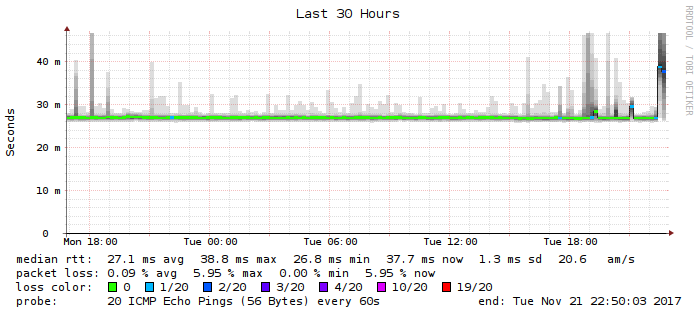 Last 30 Hours
RRDTOOL / TOBI OETIKER
Seconds
40 m
30 m
20 m
10 m
0
Mon 18:00 Tue 00:00 Tue 06:00 Tue 12:00 Tue 18:00
median rtt: 27.1 ms avg 38.8 ms max 26.8 ms min 37.7 ms now 1.3 ms sd 20.6 am/s
packet loss: 0.09 % avg 5.95 % max 0.00 % min 5.95 % now
loss color: 0 1/20 2/20 3/20 4/20 10/20 19/20
probe: 20 ICMP Echo Pings (56 Bytes) every 60s end: Tue Nov 21 22:50:03 2017